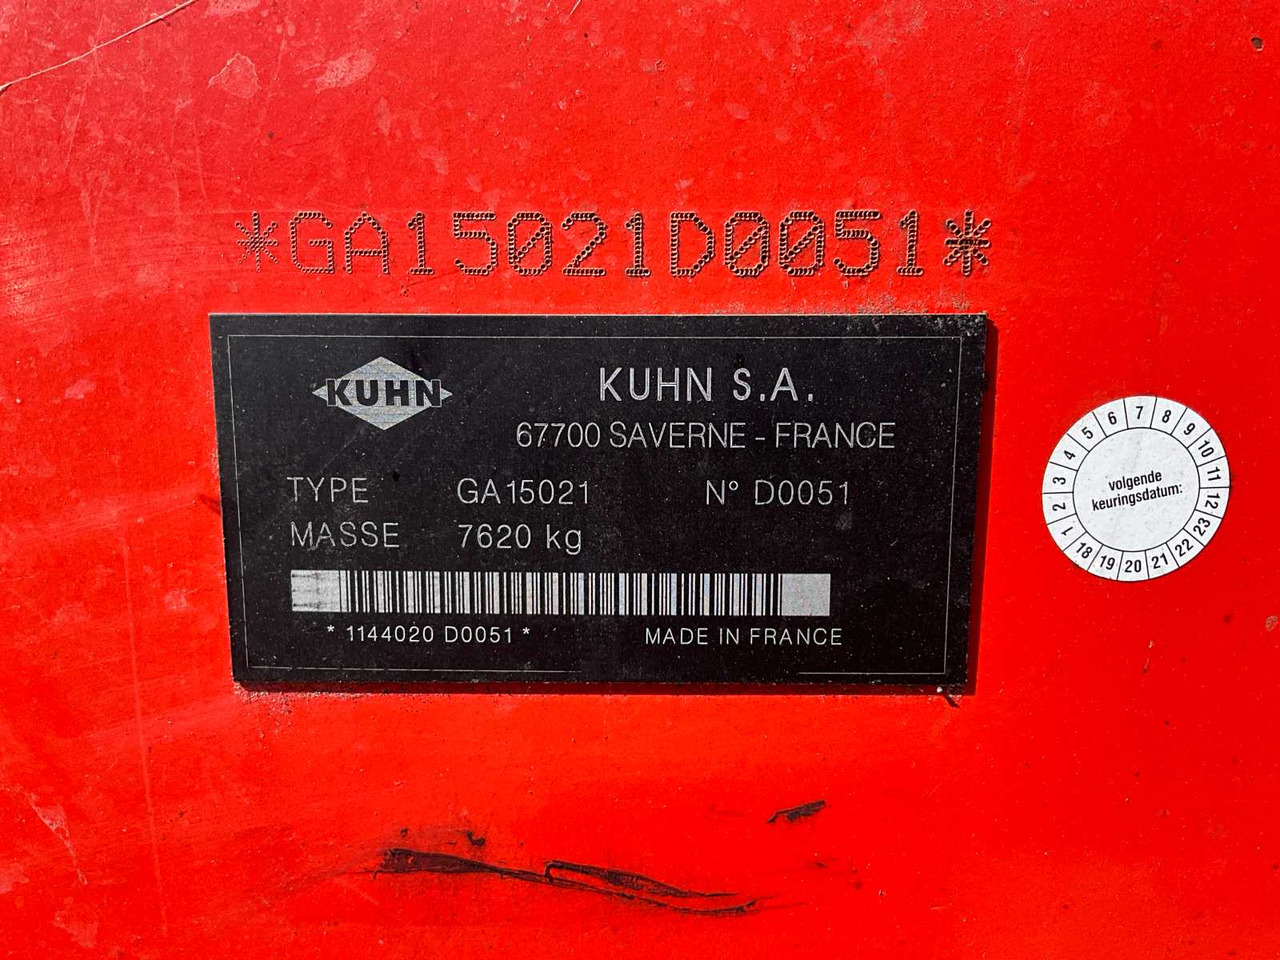 *GA15021D0051*
KUHN
KUHN S.A.
67700 SAVERNE - FRANCE
TYPE GA15021 N° D0051
MASSE 7620 kg
* 1144020 D0051 *
MADE IN FRANCE
1 2 3 4 5 6 7 8 9 10 11 12
volgende
keuringsdatum:
18 19 20 21 22 23